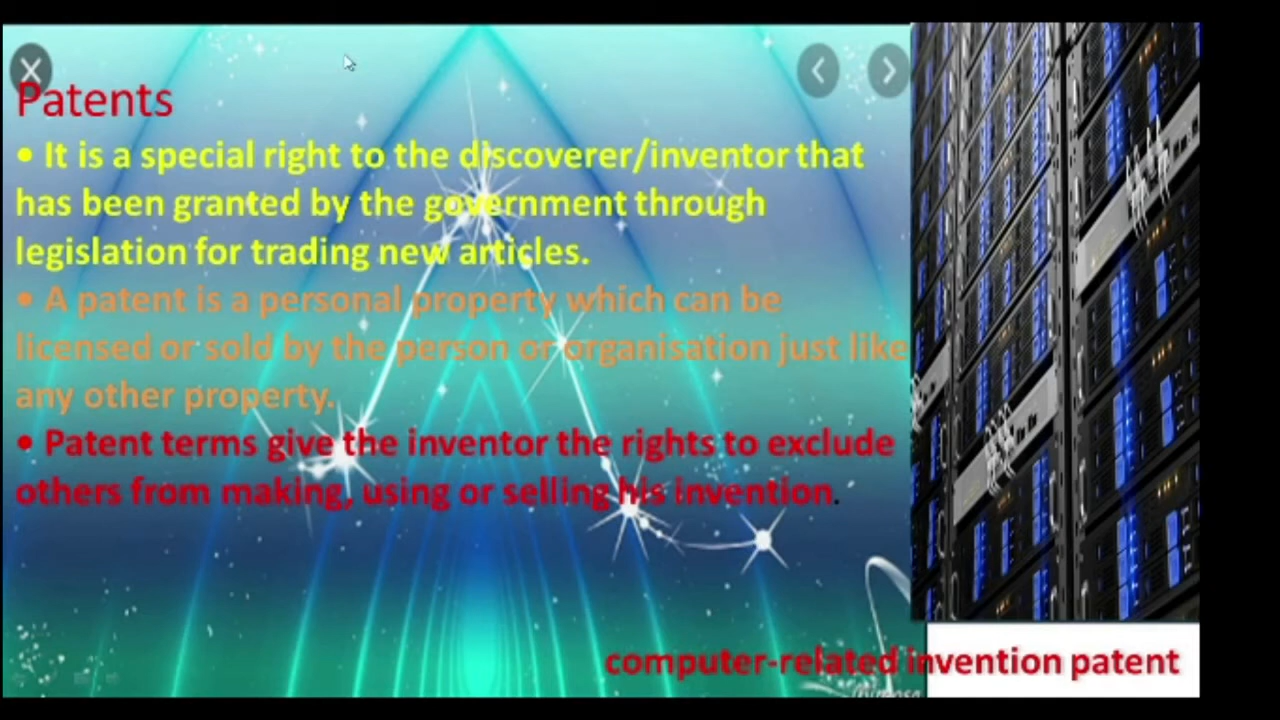 Patents
• It is a special right to the discoverer/inventor that
has been granted by the government through
legislation for trading new articles.
• A patent is a personal property which can be
licensed or sold by the person or organisation just like
any other property.
• Patent terms give the inventor the rights to exclude
others from making, using or selling his invention.
computer-related invention patent